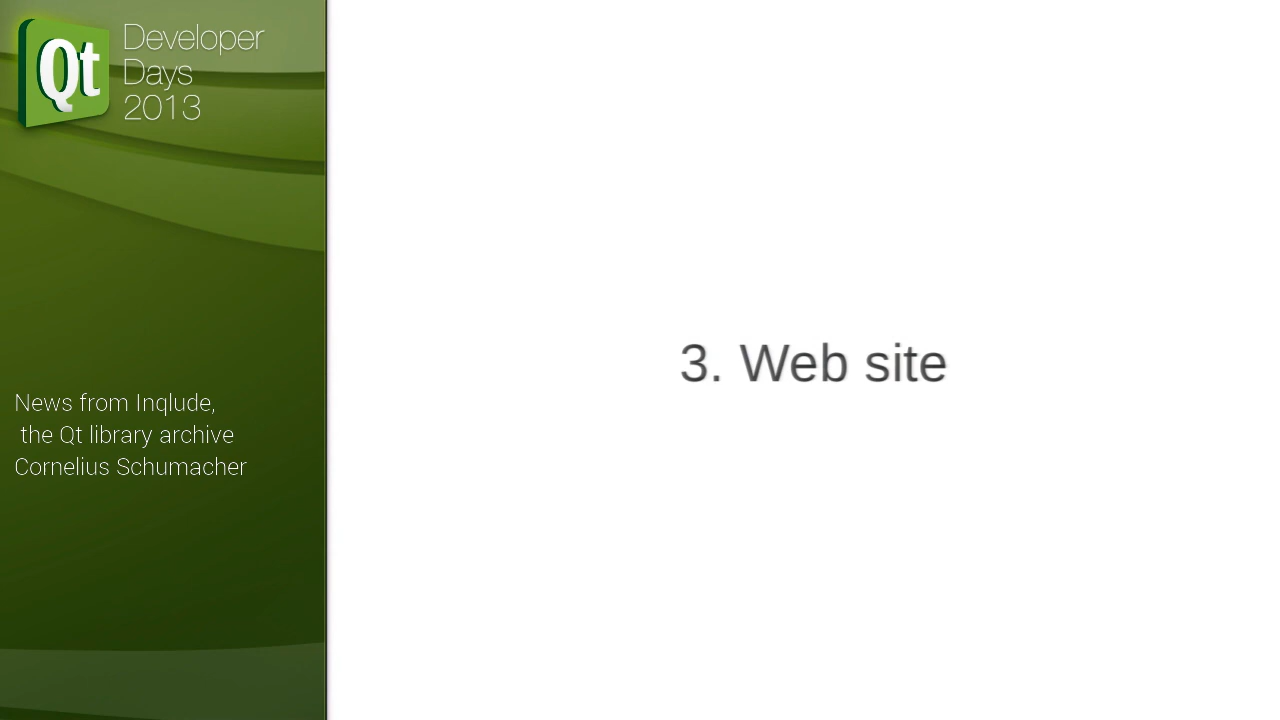 Qt
Developer
Days
2013
News from Inqlude,
the Qt library archive
Cornelius Schumacher
3. Web site